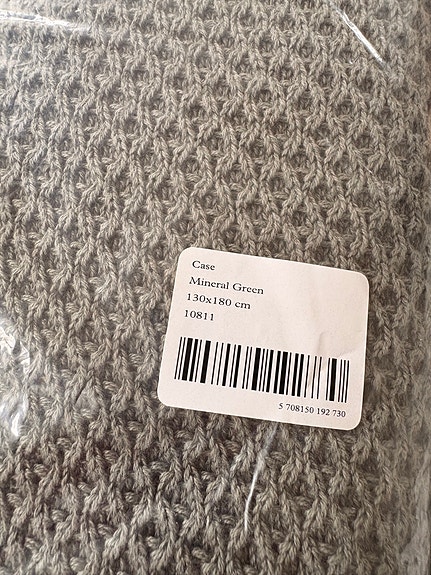 Case
Mineral Green
130x180 cm
10811
5 708150 192 730